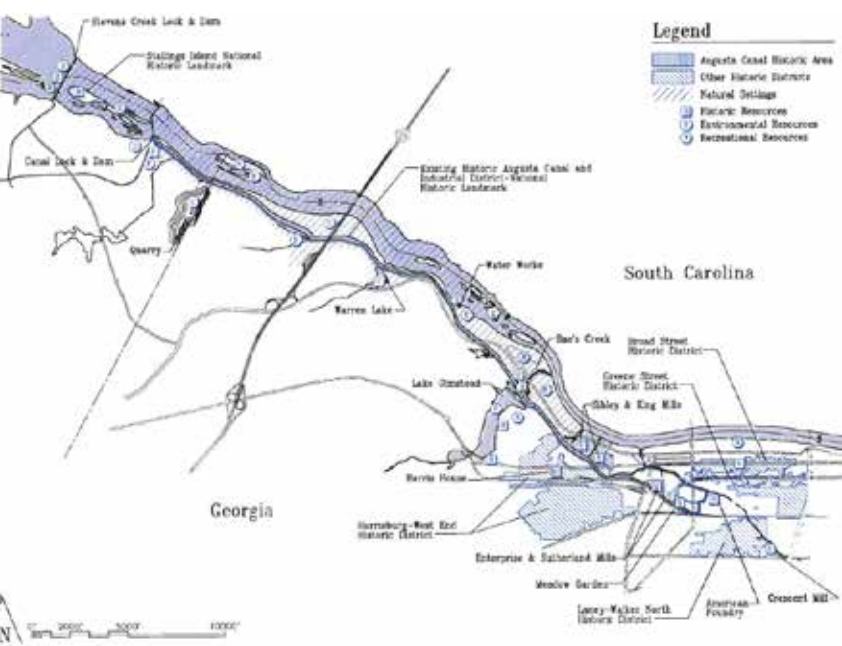 Stevens Creek Lock & Dam
Stallings Island National
Historic Landmark
Canal Lock & Dam
Quarry
Existing Historic Augusta Canal and
Industrial District-National
Historic Landmark
Warren Lake
Water Works
Legend
Augusta Canal Historic Area
Other Historic Districts
Natural Settings
Historic Resources
Environmental Resources
Recreational Resources
South Carolina
Rae's Creek
Broad Street
Historic District
Greene Street
Historic District
Lake Olmstead
Sibley & King Mills
Harris House
Georgia
Harrisburg-West End
Historic District
Enterprise & Sutherland Mills
Meadow Garden
Laney-Walker North
Historic District
American
Foundry
Crescent Mill
N
0' 2000' 5000' 10000'